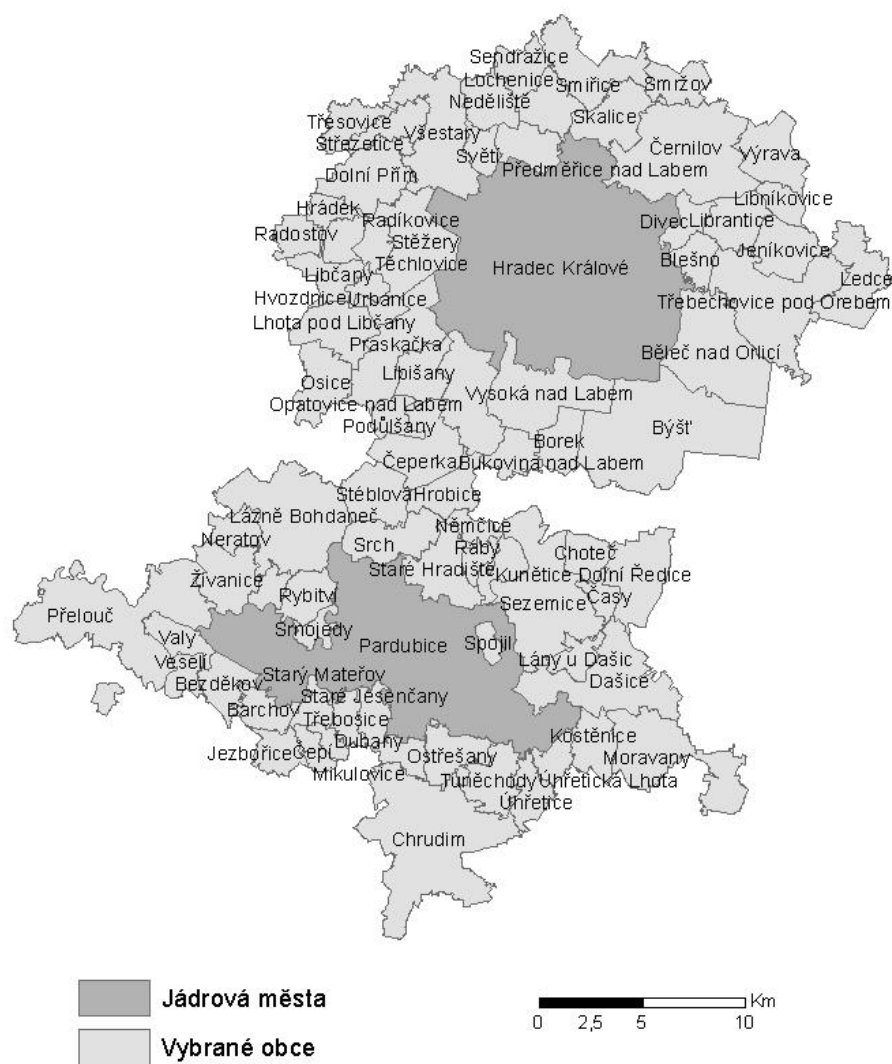 Sendražice
Lochenice
Smiřice
Smržov
Neděliště
Skalice
Třesovice
Všestary
Střezetice
Světí
Černilov
Výrava
Předměřice nad Labem
Dolní Přím
Libníkovice
Hrádek
Radíkovice
Divec
Librantice
Radostov
Stěžery
Jeníkovice
Blešno
Těchlovice
Hradec Králové
Libčany
Ledce
Hvozdnice
Urbanice
Třebechovice pod Orebem
Lhota pod Libčany
Praskačka
Běleč nad Orlicí
Libišany
Osice
Vysoká nad Labem
Opatovice nad Labem
Podůlšany
Býšť
Borek
Čeperka
Bukovina nad Labem
Stéblová
Hrobice
Lázně Bohdaneč
Němčice
Neratov
Srch
Ráby
Choteč
Staré Hradiště
Kunětice
Dolní Ředice
Živanice
Rybitví
Sezemice
Časy
Přelouč
Srnojedy
Valy
Pardubice
Spojil
Veselí
Lány u Dašic
Starý Mateřov
Bezděkov
Dašice
Staré Jesenčany
Barchov
Třebosice
Kostěnice
Dubany
Jezbořice
Čepí
Ostřešany
Moravany
Mikulovice
Tuněchody
Úhřetická Lhota
Úhřetice
Chrudim
Jádrová města
Vybrané obce
Km
0 2,5 5 10